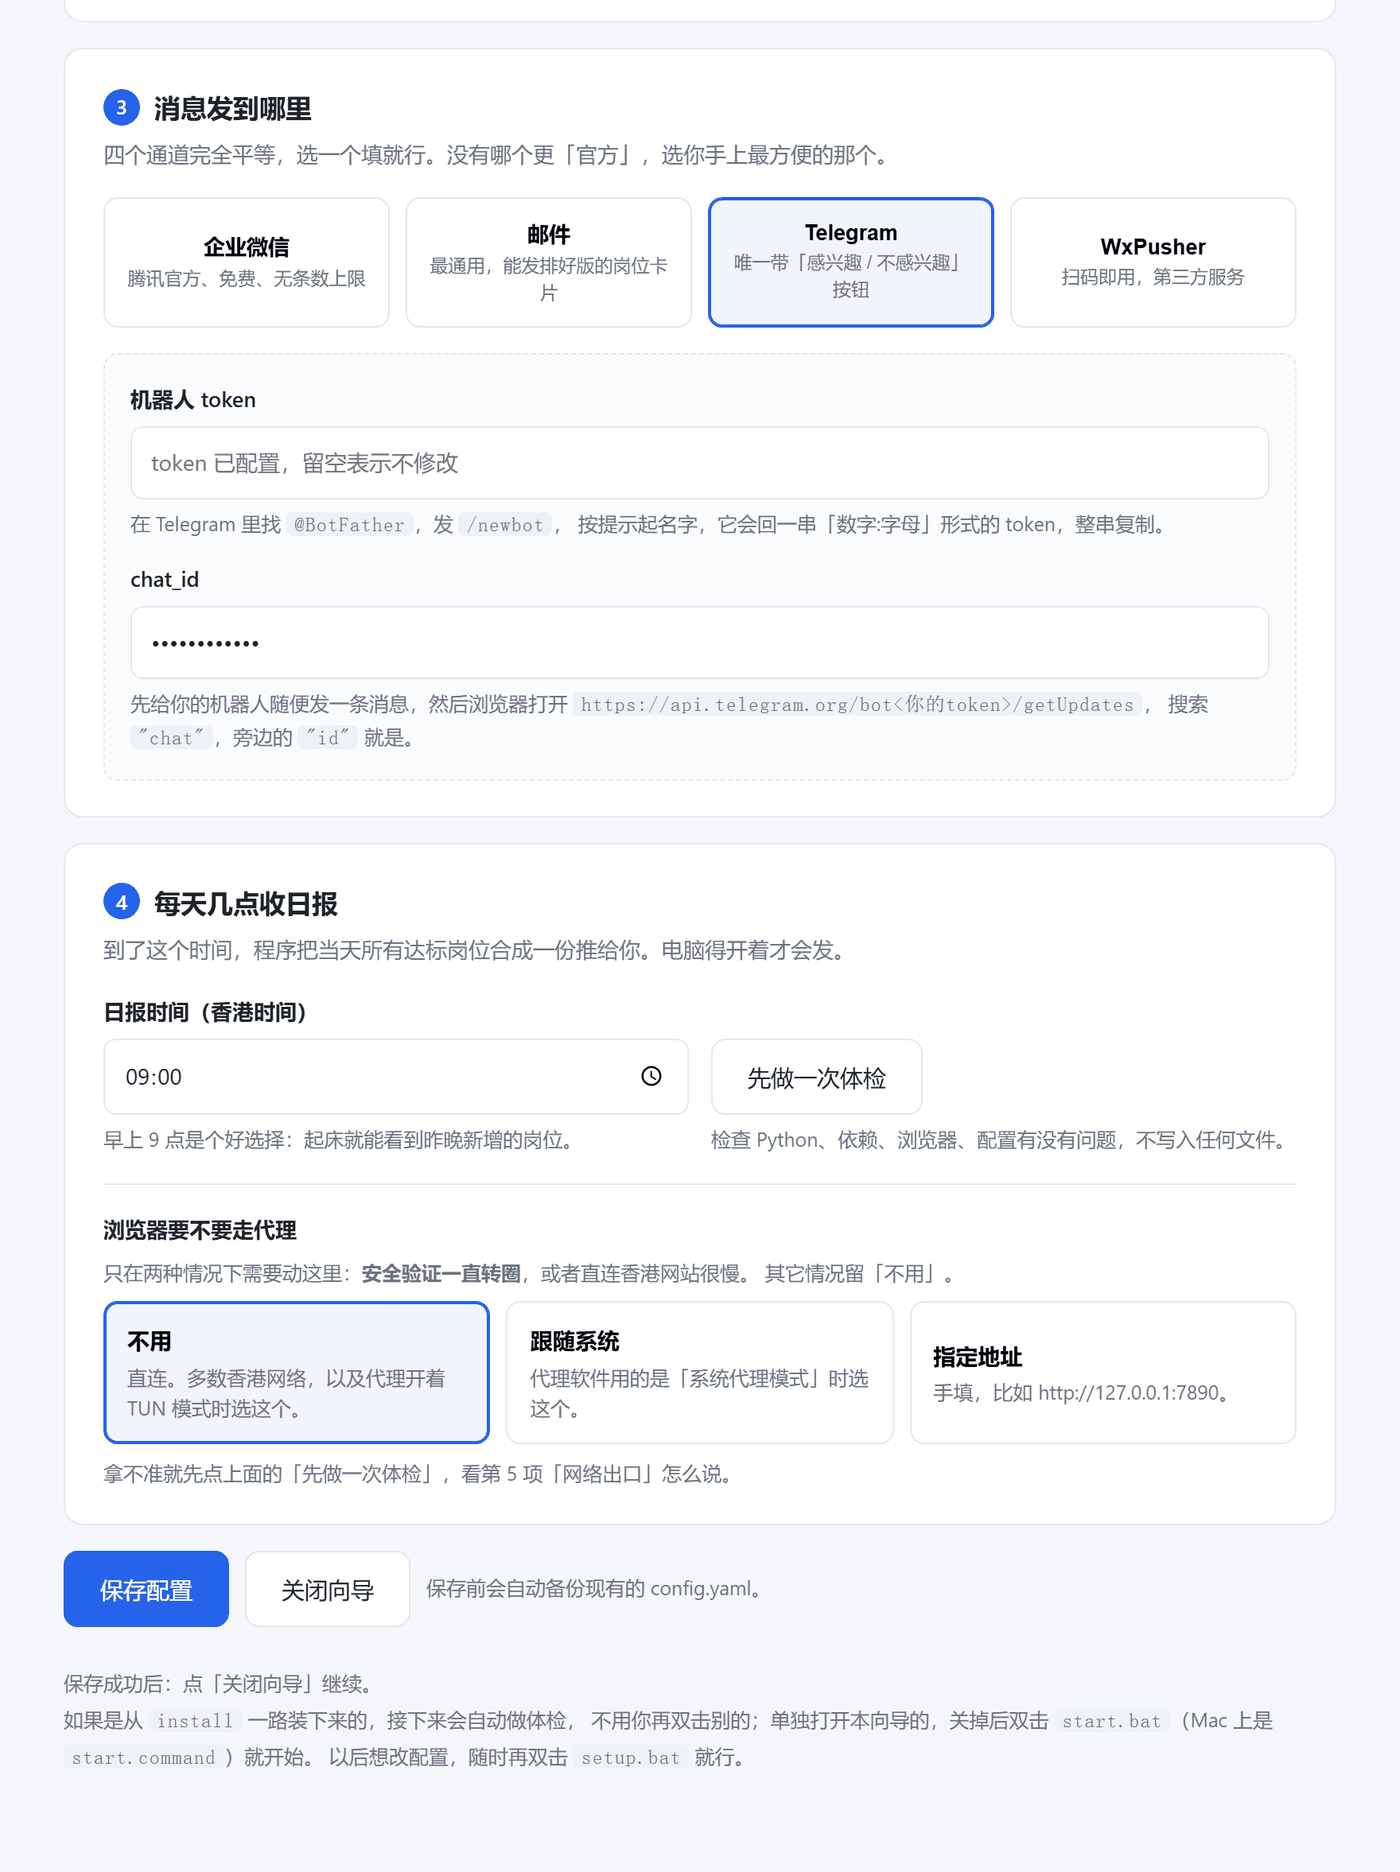 3 消息发到哪里
四个通道完全平等，选一个填就行。没有哪个更「官方」，选你手上最方便的那个。
企业微信
腾讯官方、免费、无条数上限
邮件
最通用，能发排好版的岗位卡
片
Telegram
唯一带「感兴趣 / 不感兴趣」
按钮
WxPusher
扫码即用，第三方服务
机器人 token
token 已配置，留空表示不修改
在 Telegram 里找 @BotFather，发 /newbot， 按提示起名字，它会回一串「数字:字母」形式的 token，整串复制。
chat_id
••••••••••••
先给你的机器人随便发一条消息，然后浏览器打开 https://api.telegram.org/bot<你的token>/getUpdates， 搜索
"chat"，旁边的 "id" 就是。
4 每天几点收日报
到了这个时间，程序把当天所有达标岗位合成一份推给你。电脑得开着才会发。
日报时间（香港时间）
09:00
先做一次体检
早上 9 点是个好选择：起床就能看到昨晚新增的岗位。
检查 Python、依赖、浏览器、配置有没有问题，不写入任何文件。
浏览器要不要走代理
只在两种情况下需要动这里：安全验证一直转圈，或者直连香港网站很慢。 其它情况留「不用」。
不用
直连。多数香港网络，以及代理开着
TUN 模式时选这个。
跟随系统
代理软件用的是「系统代理模式」时选
这个。
指定地址
手填，比如 http://127.0.0.1:7890。
拿不准就先点上面的「先做一次体检」，看第 5 项「网络出口」怎么说。
保存配置
关闭向导
保存前会自动备份现有的 config.yaml。
保存成功后：点「关闭向导」继续。
如果是从 install 一路装下来的，接下来会自动做体检， 不用你再双击别的；单独打开本向导的，关掉后双击 start.bat（Mac 上是
start.command）就开始。 以后想改配置，随时再双击 setup.bat 就行。